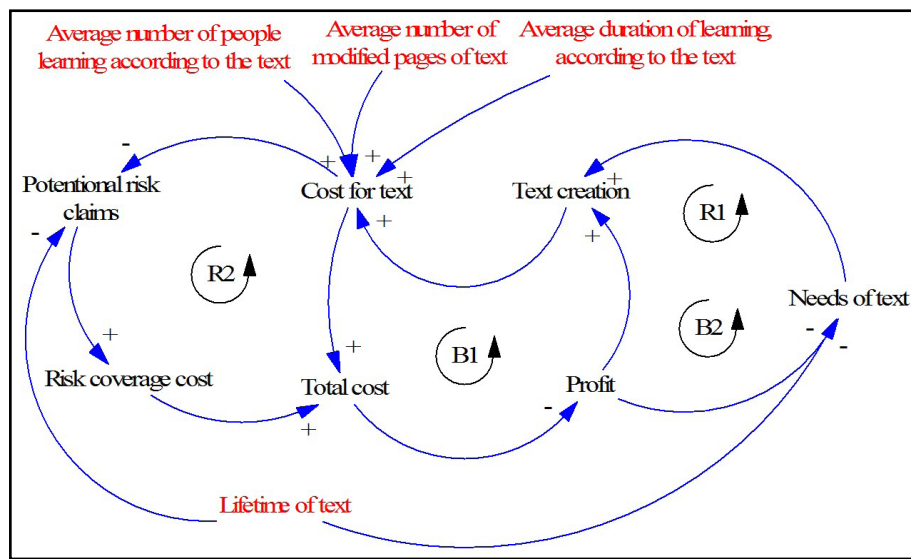 Average number of people
learning according to the text
Average number of
modified pages of text
Average duration of learning,
according to the text
-
+
+
+
+
Potentional risk
claims
Cost for text
Text creation
+
+
-
R1
R2
Needs of text
-
-
B2
+
+
B1
Risk coverage cost
Total cost
+
-
Profit
Lifetime of text